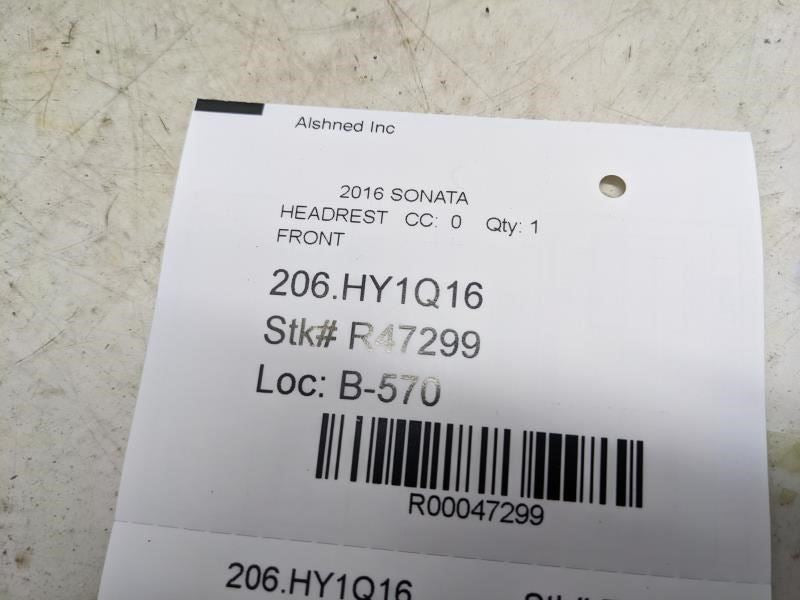 Alshned Inc
2016 SONATA
HEADREST CC: 0 Qty: 1
FRONT
206.HY1Q16
Stk# R47299
Loc: B-570
R00047299
206.HY1Q16